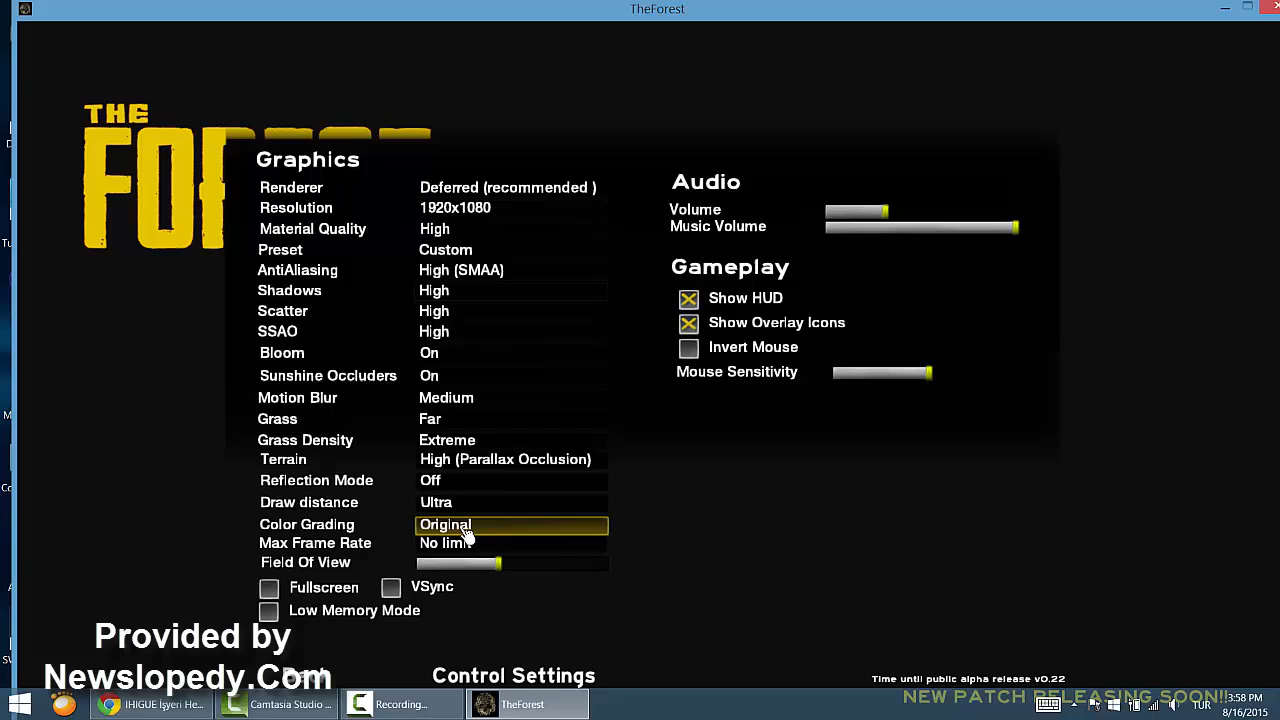 TheForest
THE
FOREST
Graphics
Renderer Deferred (recommended )
Resolution 1920x1080
Material Quality High
Preset Custom
AntiAliasing High (SMAA)
Shadows High
Scatter High
SSAO High
Bloom On
Sunshine Occluders On
Motion Blur Medium
Grass Far
Grass Density Extreme
Terrain High (Parallax Occlusion)
Reflection Mode Off
Draw distance Ultra
Color Grading Original
Max Frame Rate No limit
Field Of View
Fullscreen VSync
Low Memory Mode
Audio
Volume
Music Volume
Gameplay
Show HUD
Show Overlay Icons
Invert Mouse
Mouse Sensitivity
Provided by
Newslopedy.Com
Control Settings
Time until public alpha release v0.22
NEW PATCH RELEASING SOON!!
IHIGUE İşyeri He...
Camtasia Studio ...
Recording...
TheForest
TUR
3:58 PM
8/16/2015